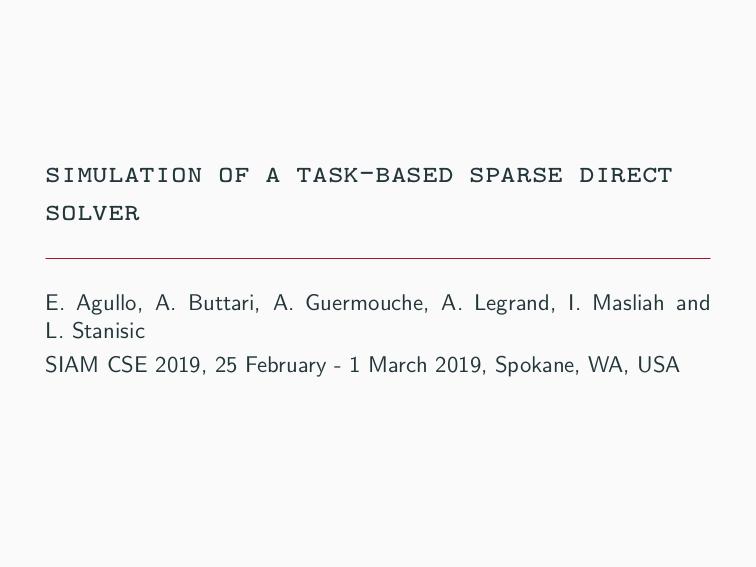 SIMULATION OF A TASK-BASED SPARSE DIRECT
SOLVER
E. Agullo, A. Buttari, A. Guermouche, A. Legrand, I. Masliah and
L. Stanisic
SIAM CSE 2019, 25 February - 1 March 2019, Spokane, WA, USA